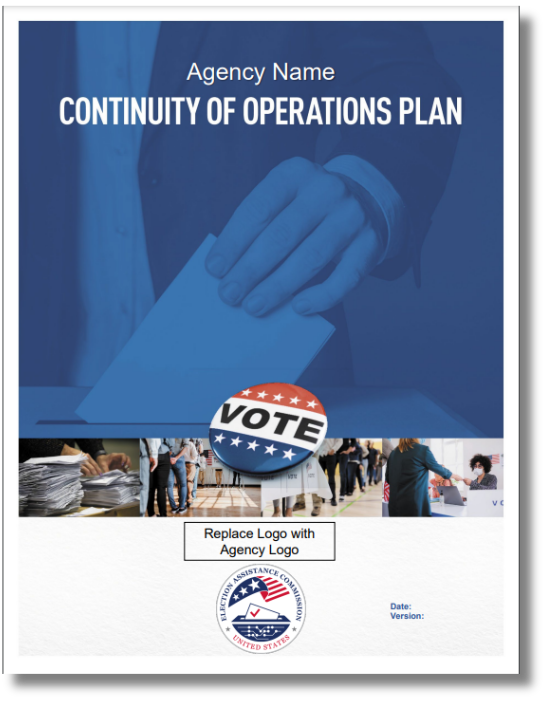 Agency Name
CONTINUITY OF OPERATIONS PLAN
VOTE
Replace Logo with
Agency Logo
ELECTION ASSISTANCE COMMISSION
UNITED STATES
Date:
Version: